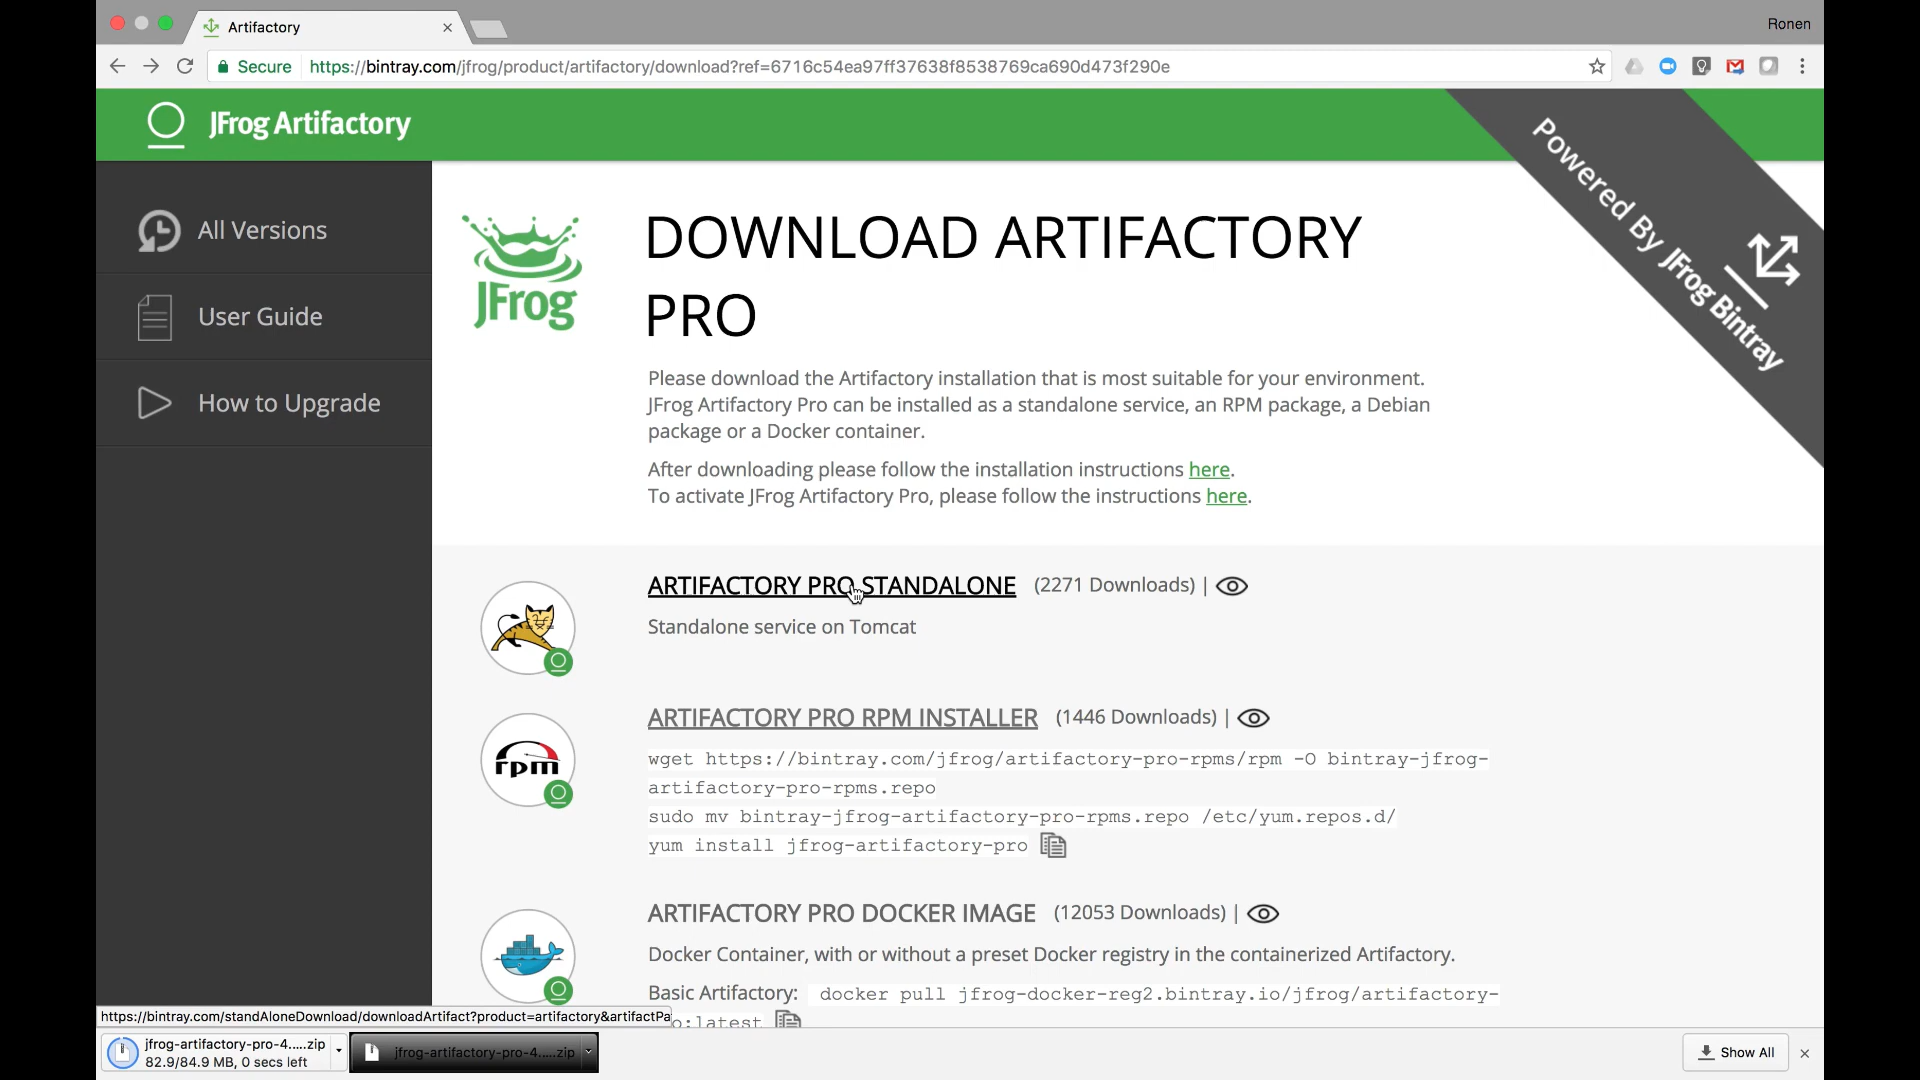 Artifactory
Ronen
Secure
https://bintray.com/jfrog/product/artifactory/download?ref=6716c54ea97ff37638f8538769ca690d473f290e
JFrog Artifactory
Powered By JFrog Bintray
All Versions
User Guide
How to Upgrade
JFrog
DOWNLOAD ARTIFACTORY
PRO
Please download the Artifactory installation that is most suitable for your environment.
JFrog Artifactory Pro can be installed as a standalone service, an RPM package, a Debian
package or a Docker container.
After downloading please follow the installation instructions here.
To activate JFrog Artifactory Pro, please follow the instructions here.
ARTIFACTORY PRO STANDALONE (2271 Downloads) |
Standalone service on Tomcat
rpm
ARTIFACTORY PRO RPM INSTALLER (1446 Downloads) |
wget https://bintray.com/jfrog/artifactory-pro-rpms/rpm -O bintray-jfrog-
artifactory-pro-rpms.repo
sudo mv bintray-jfrog-artifactory-pro-rpms.repo /etc/yum.repos.d/
yum install jfrog-artifactory-pro
ARTIFACTORY PRO DOCKER IMAGE (12053 Downloads) |
Docker Container, with or without a preset Docker registry in the containerized Artifactory.
Basic Artifactory: docker pull jfrog-docker-reg2.bintray.io/jfrog/artifactory-
o:latest
https://bintray.com/standAloneDownload/downloadArtifact?product=artifactory&artifactPa
jfrog-artifactory-pro-4.....zip
82.9/84.9 MB, 0 secs left
jfrog-artifactory-pro-4.....zip
Show All